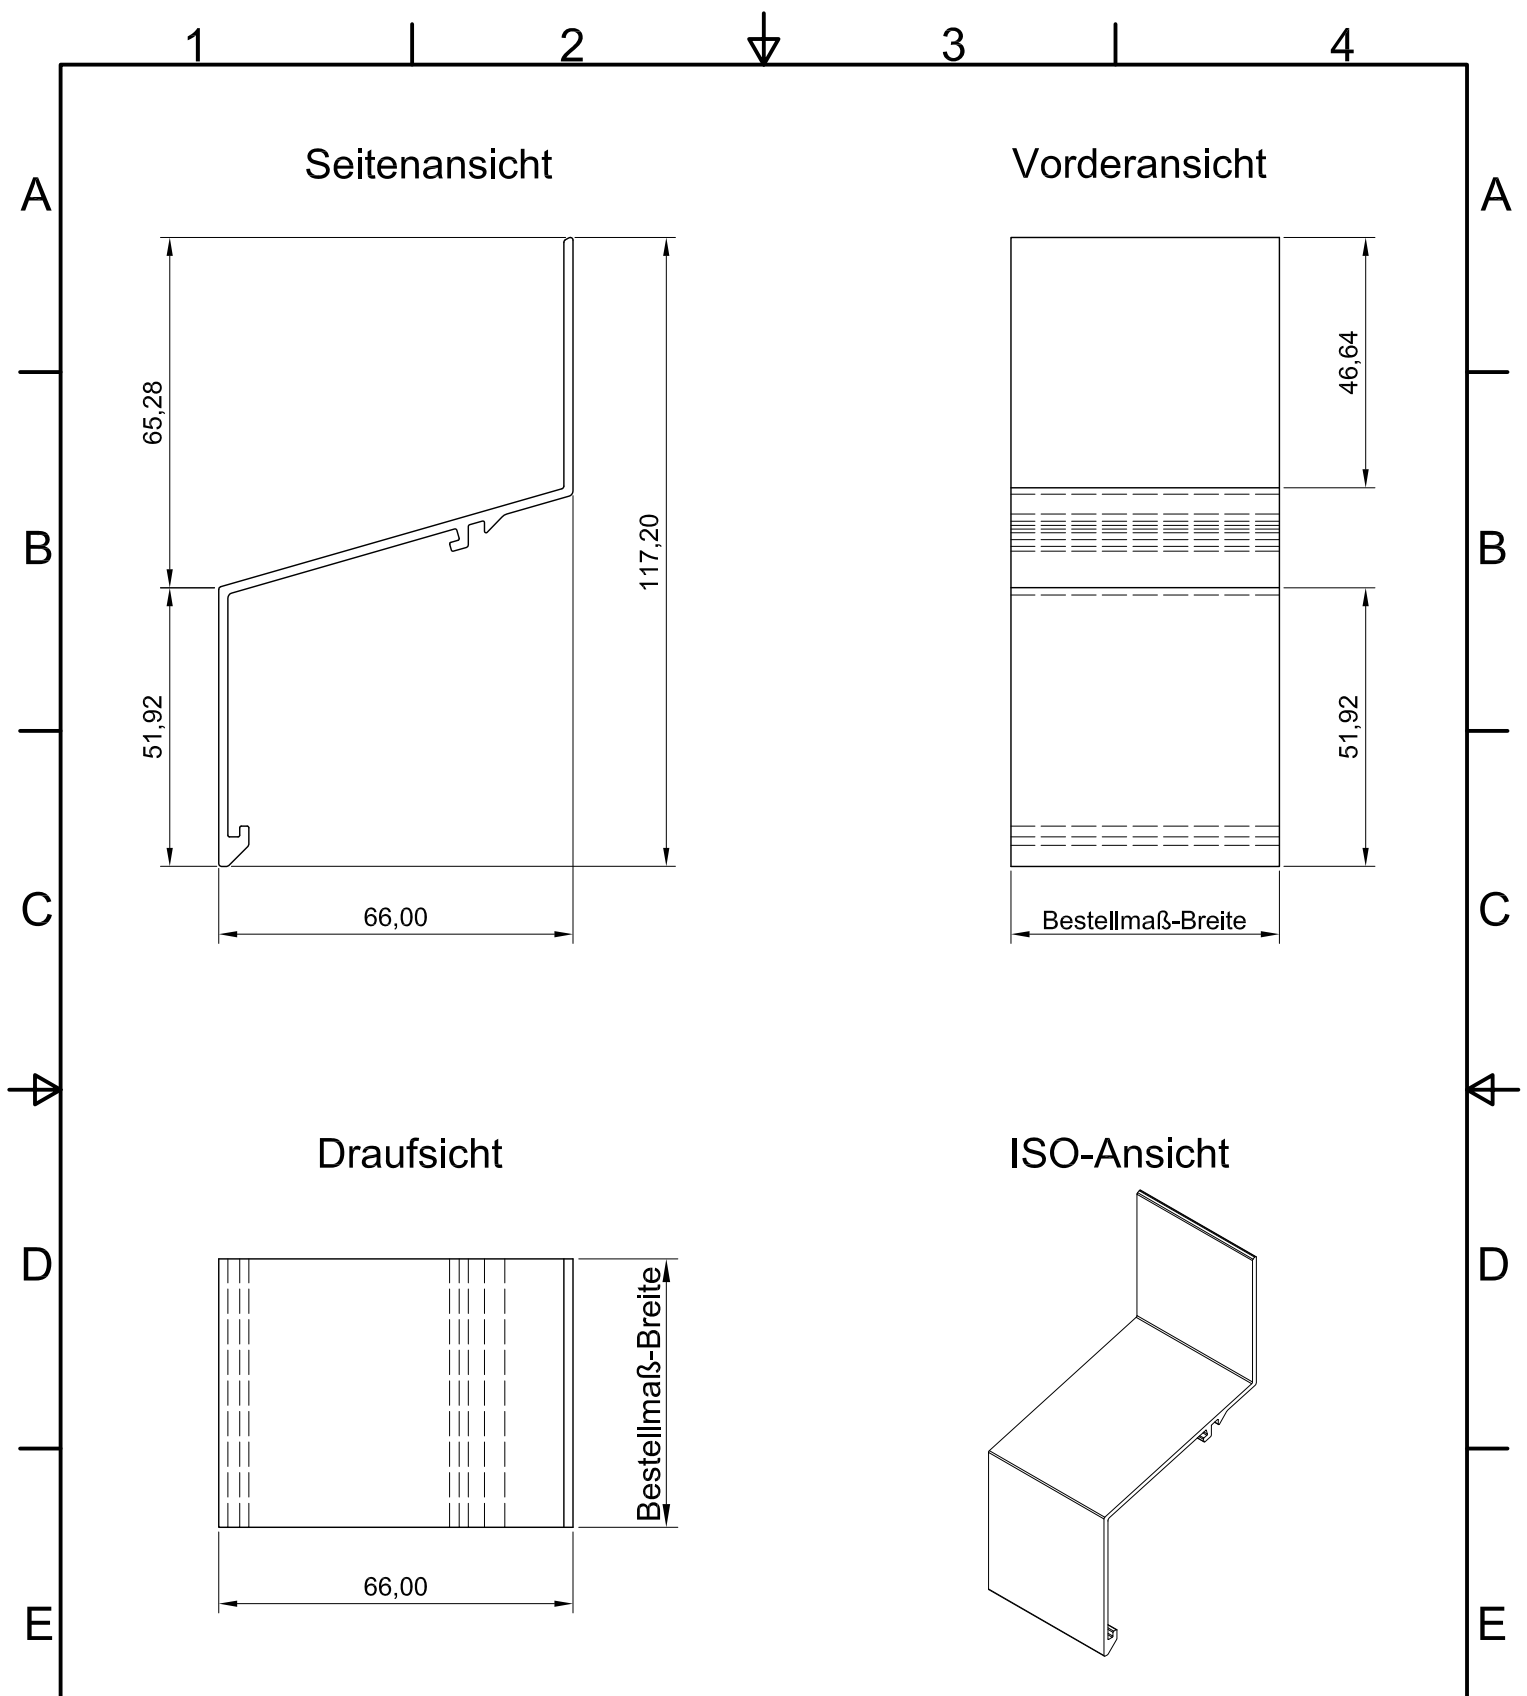 1 2 3 4
Seitenansicht
Vorderansicht
A A
65,28
46,64
117,20
B B
51,92
51,92
C C
66,00
Bestellmaß-Breite
Draufsicht
ISO-Ansicht
D D
Bestellmaß-Breite
66,00
E E